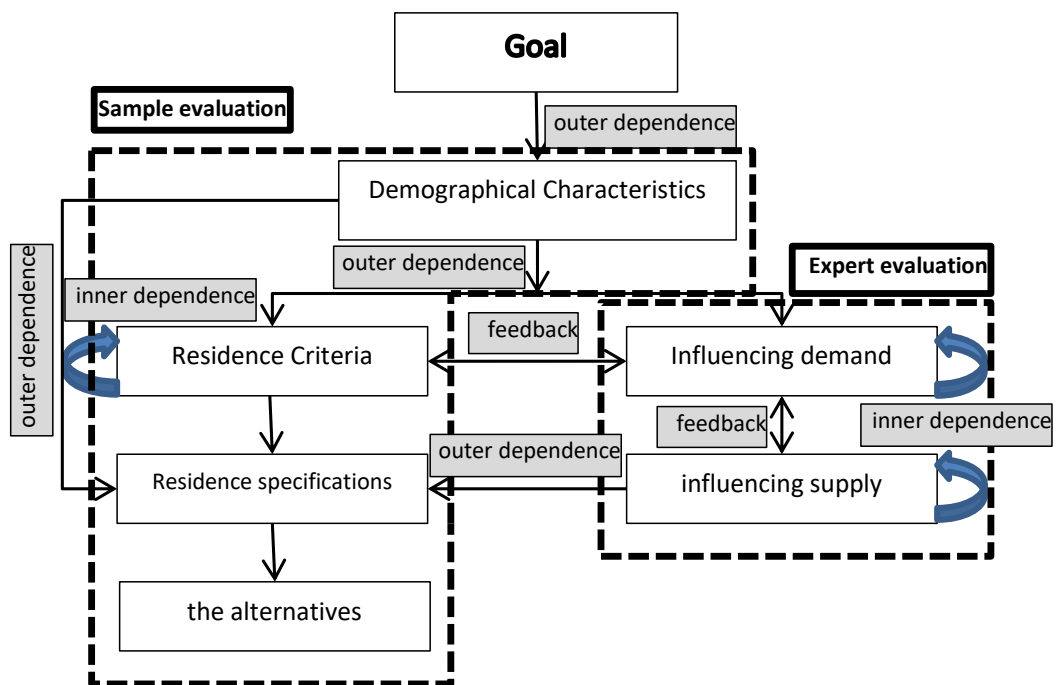 Goal
Sample evaluation
outer dependence
Demographical Characteristics
outer dependence
outer dependence
Expert evaluation
inner dependence
feedback
Residence Criteria
Influencing demand
feedback
inner dependence
outer dependence
Residence specifications
influencing supply
the alternatives